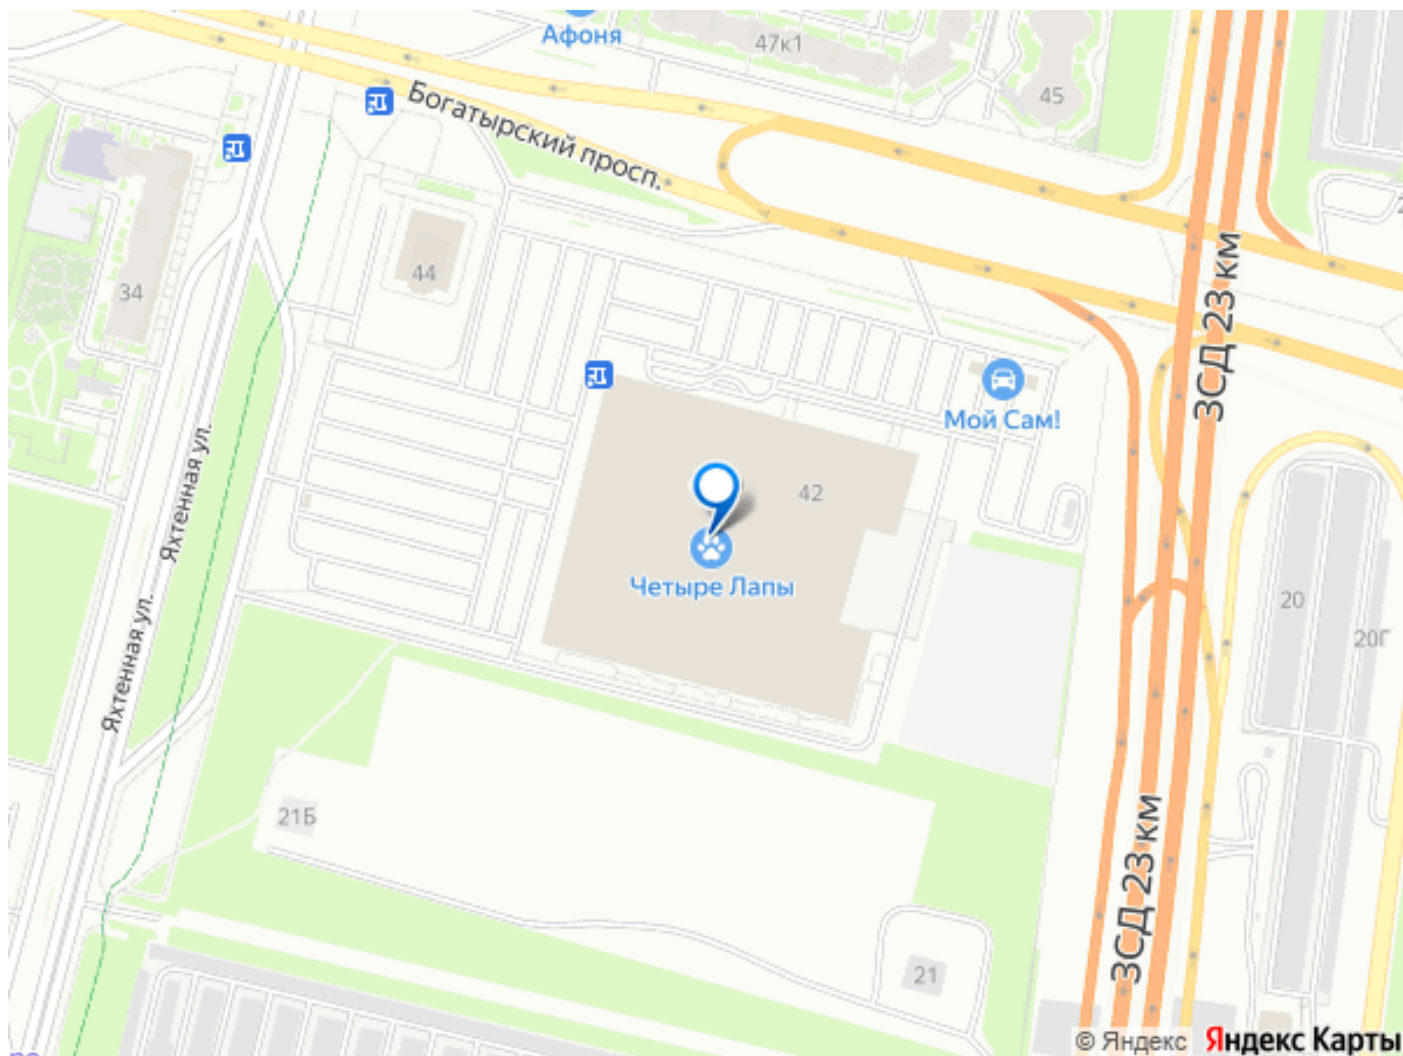 Афоня
47к1
45
Богатырский просп.
34
44
ЗСД 23 км
Мой Сам!
42
Четыре Лапы
Яхтенная ул.
Яхтенная ул.
20
20Г
21Б
ЗСД 23 км
21
© Яндекс Яндекс Карты